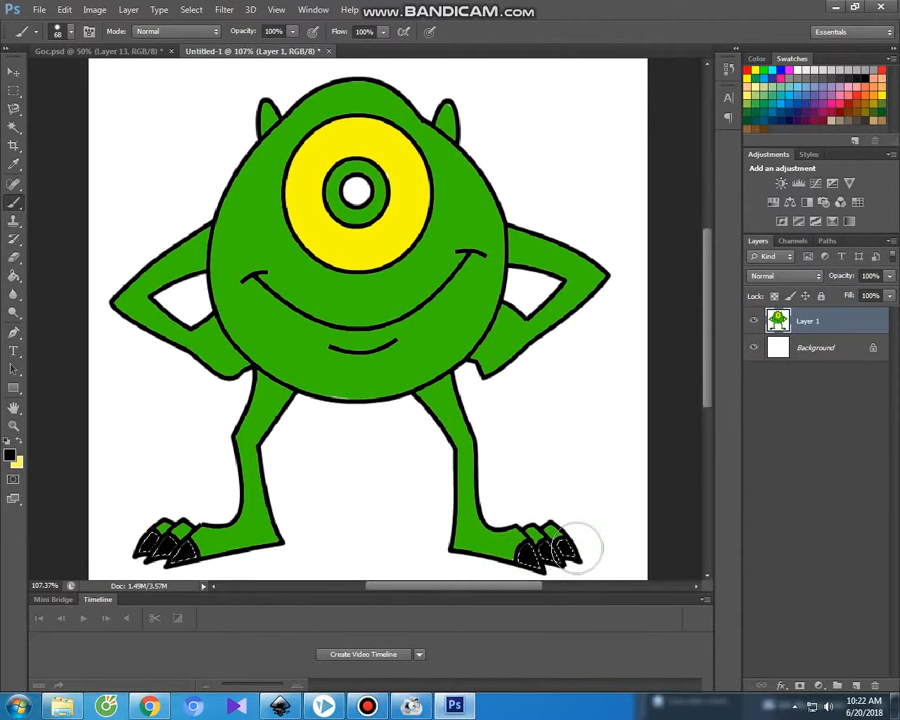 www.BANDICAM.com
Ps File Edit Image Layer Type Select Filter 3D View Window Help
68 Mode: Normal Opacity: 100% Flow: 100% Essentials
Goc.psd @ 50% (Layer 13, RGB/8) * × Untitled-1 @ 107% (Layer 1, RGB/8) * ×
Color Swatches
Adjustments Styles
Add an adjustment
Layers Channels Paths
Kind
Normal Opacity: 100%
Lock: Fill: 100%
Layer 1
Background
107.37% Doc: 1.49M/3.57M
Mini Bridge Timeline
Create Video Timeline
Ps
10:22 AM
6/20/2018